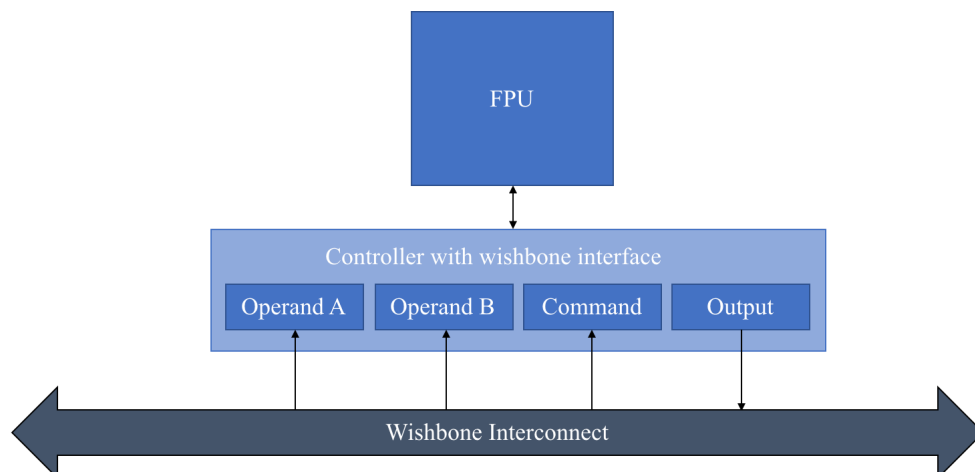 FPU
Controller with wishbone interface
Operand A
Operand B
Command
Output
Wishbone Interconnect